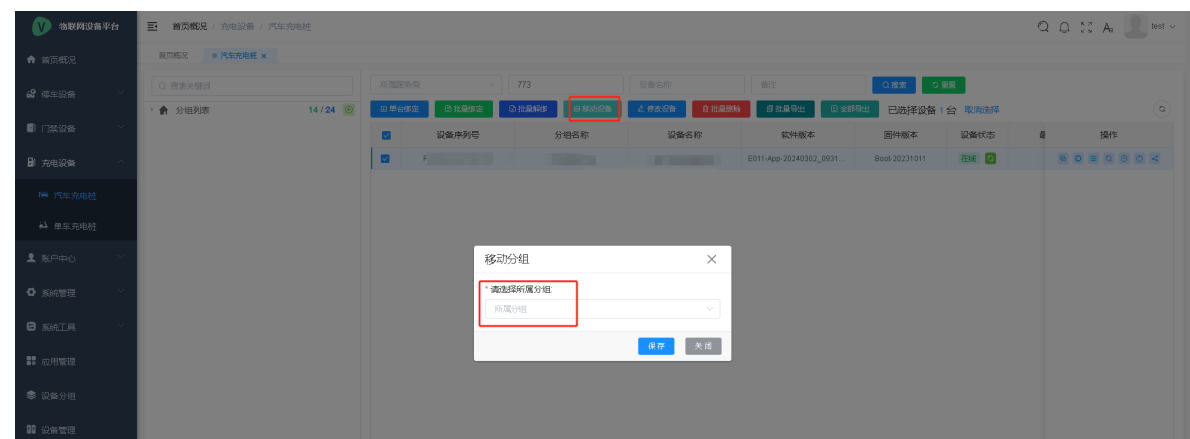 物联网设备平台
首页概况 / 充电设备 / 汽车充电桩
test
首页概况
停车设备
门禁设备
充电设备
汽车充电桩
单车充电桩
账户中心
系统管理
系统工具
应用管理
设备分组
设备管理
首页概况 汽车充电桩 ×
搜索关键词
分组列表 14 / 24
所属服务商 773 设备名称 备注 搜索 重置
单台绑定 批量绑定 批量解绑 移动设备 修改设备 批量删除 批量导出 全部导出 已选择设备 1 台 取消选择
设备序列号 分组名称 设备名称 软件版本 固件版本 设备状态 操作
F E011-App-20240302_0931... Boot-20231011 在线
移动分组
* 请选择所属分组
所属分组
保存 关闭